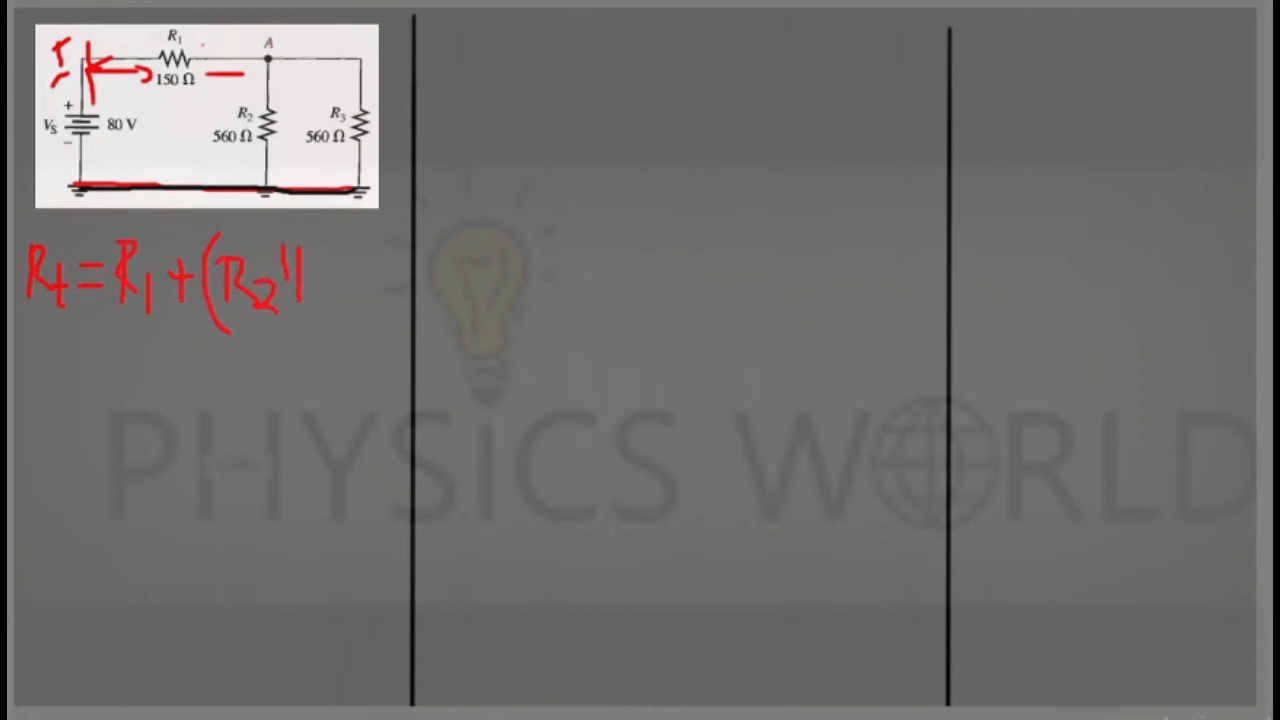 R₁
A
150 Ω
+
Vs 80 V
−
R₂
560 Ω
R₃
560 Ω
Rt = R₁ + (R₂ ||
PHYSiCS WORLD